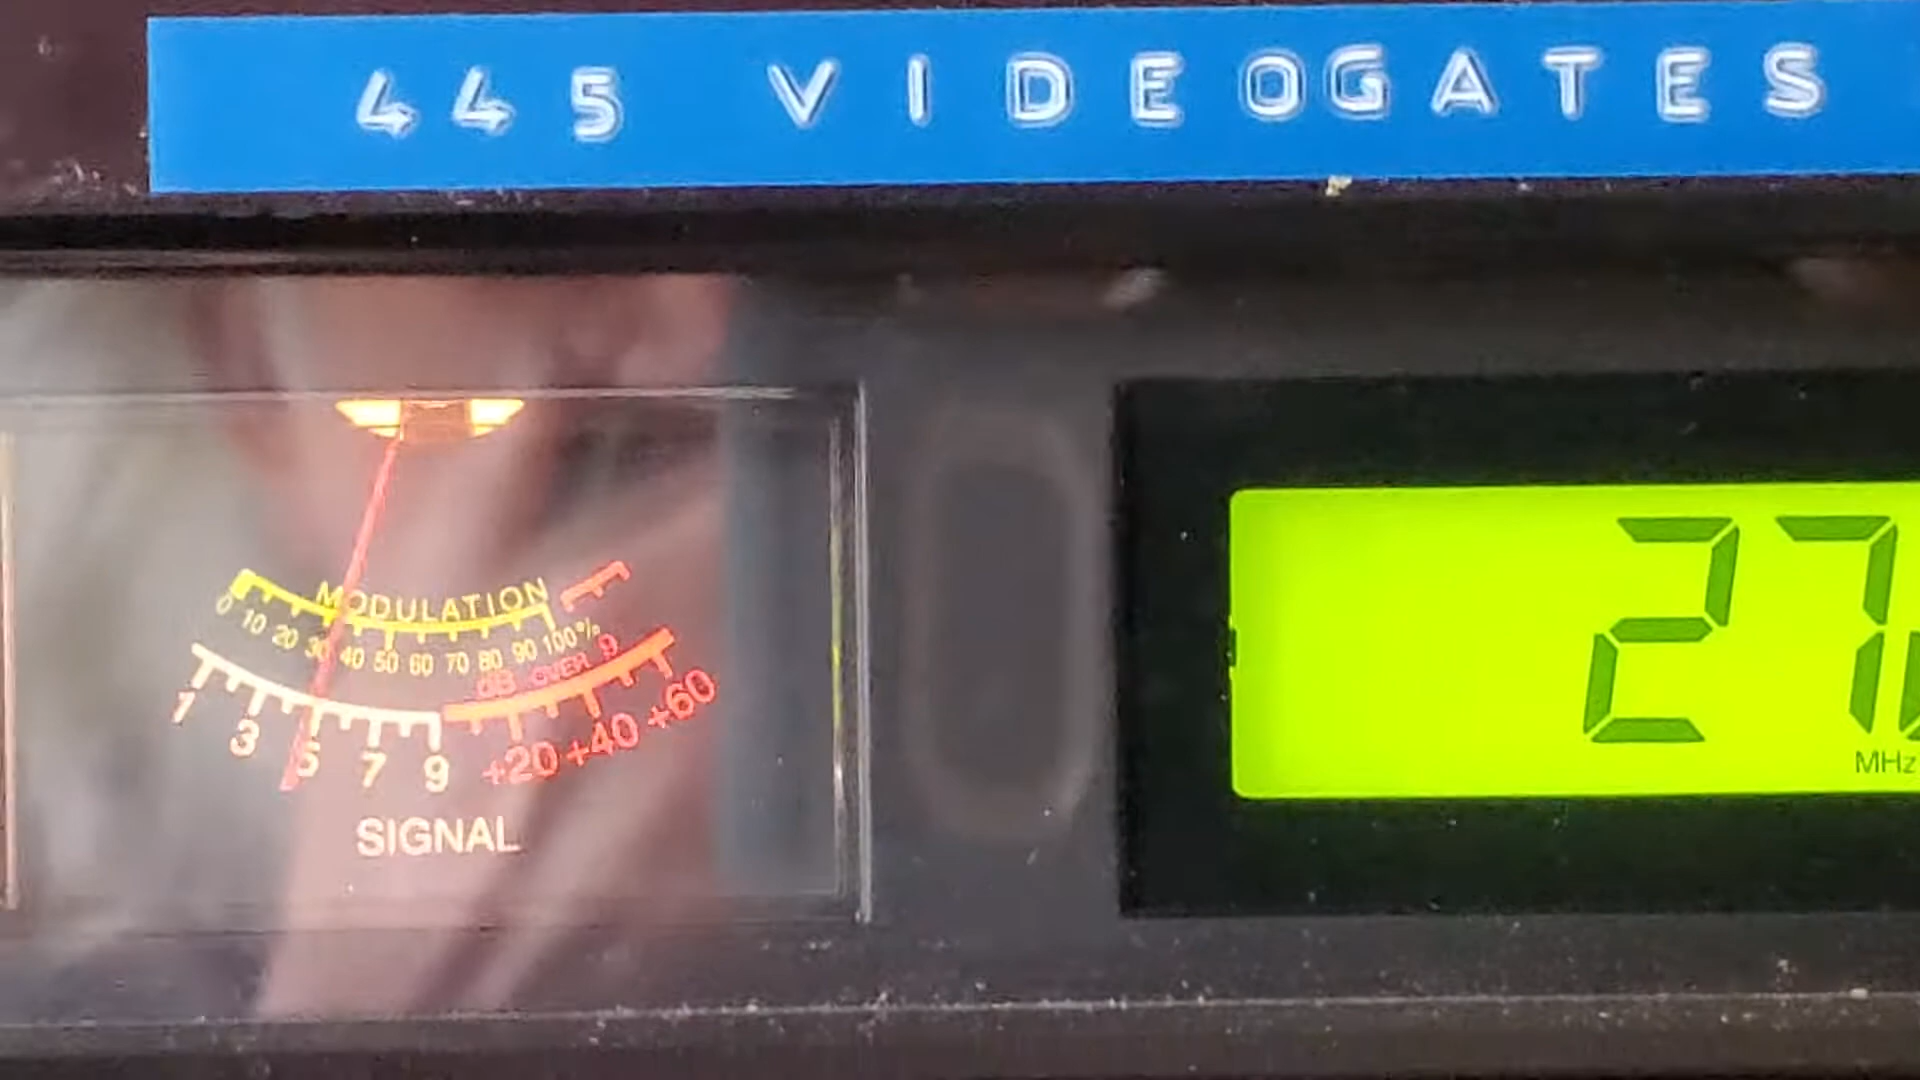 445 VIDEOGATES
MODULATION
0 10 20 30 40 50 60 70 80 90 100%
dB OVER 9
1 3 5 7 9 +20 +40 +60
SIGNAL
27
MHz